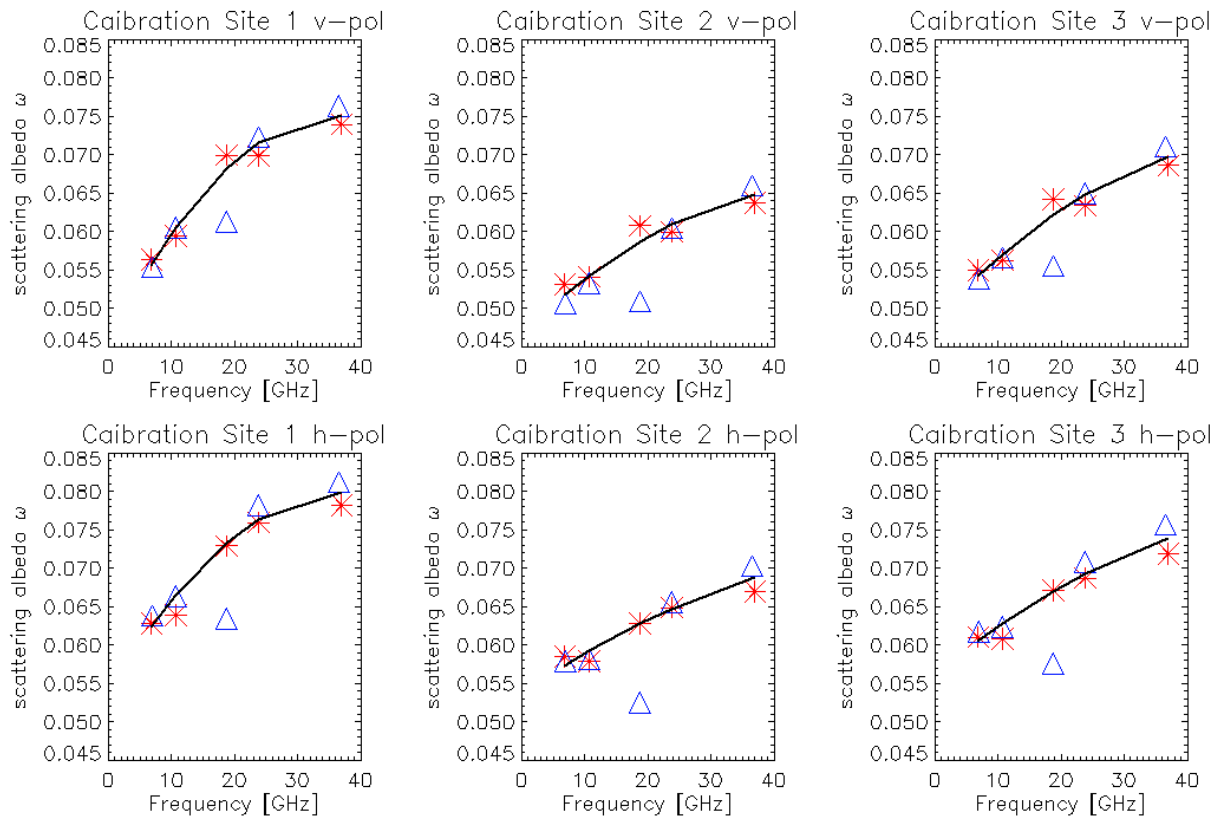 Caibration Site 1 v-pol
0.085
0.080
0.075
0.070
0.065
0.060
0.055
0.050
0.045
scattering albedo ω
0 10 20 30 40
Frequency [GHz]
Caibration Site 2 v-pol
0.085
0.080
0.075
0.070
0.065
0.060
0.055
0.050
0.045
scattering albedo ω
0 10 20 30 40
Frequency [GHz]
Caibration Site 3 v-pol
0.085
0.080
0.075
0.070
0.065
0.060
0.055
0.050
0.045
scattering albedo ω
0 10 20 30 40
Frequency [GHz]
Caibration Site 1 h-pol
0.085
0.080
0.075
0.070
0.065
0.060
0.055
0.050
0.045
scattering albedo ω
0 10 20 30 40
Frequency [GHz]
Caibration Site 2 h-pol
0.085
0.080
0.075
0.070
0.065
0.060
0.055
0.050
0.045
scattering albedo ω
0 10 20 30 40
Frequency [GHz]
Caibration Site 3 h-pol
0.085
0.080
0.075
0.070
0.065
0.060
0.055
0.050
0.045
scattering albedo ω
0 10 20 30 40
Frequency [GHz]